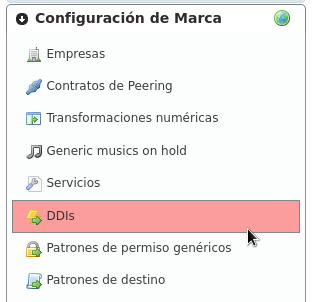 Configuración de Marca
Empresas
Contratos de Peering
Transformaciones numéricas
Generic musics on hold
Servicios
DDIs
Patrones de permiso genéricos
Patrones de destino